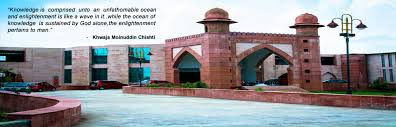 "Knowledge is comprised unto an unfathomable ocean
and enlightenment is like a wave in it, while the ocean of
knowledge is sustained by God alone,the enlightenment
pertains to man."
- Khwaja Moinuddin Chishti